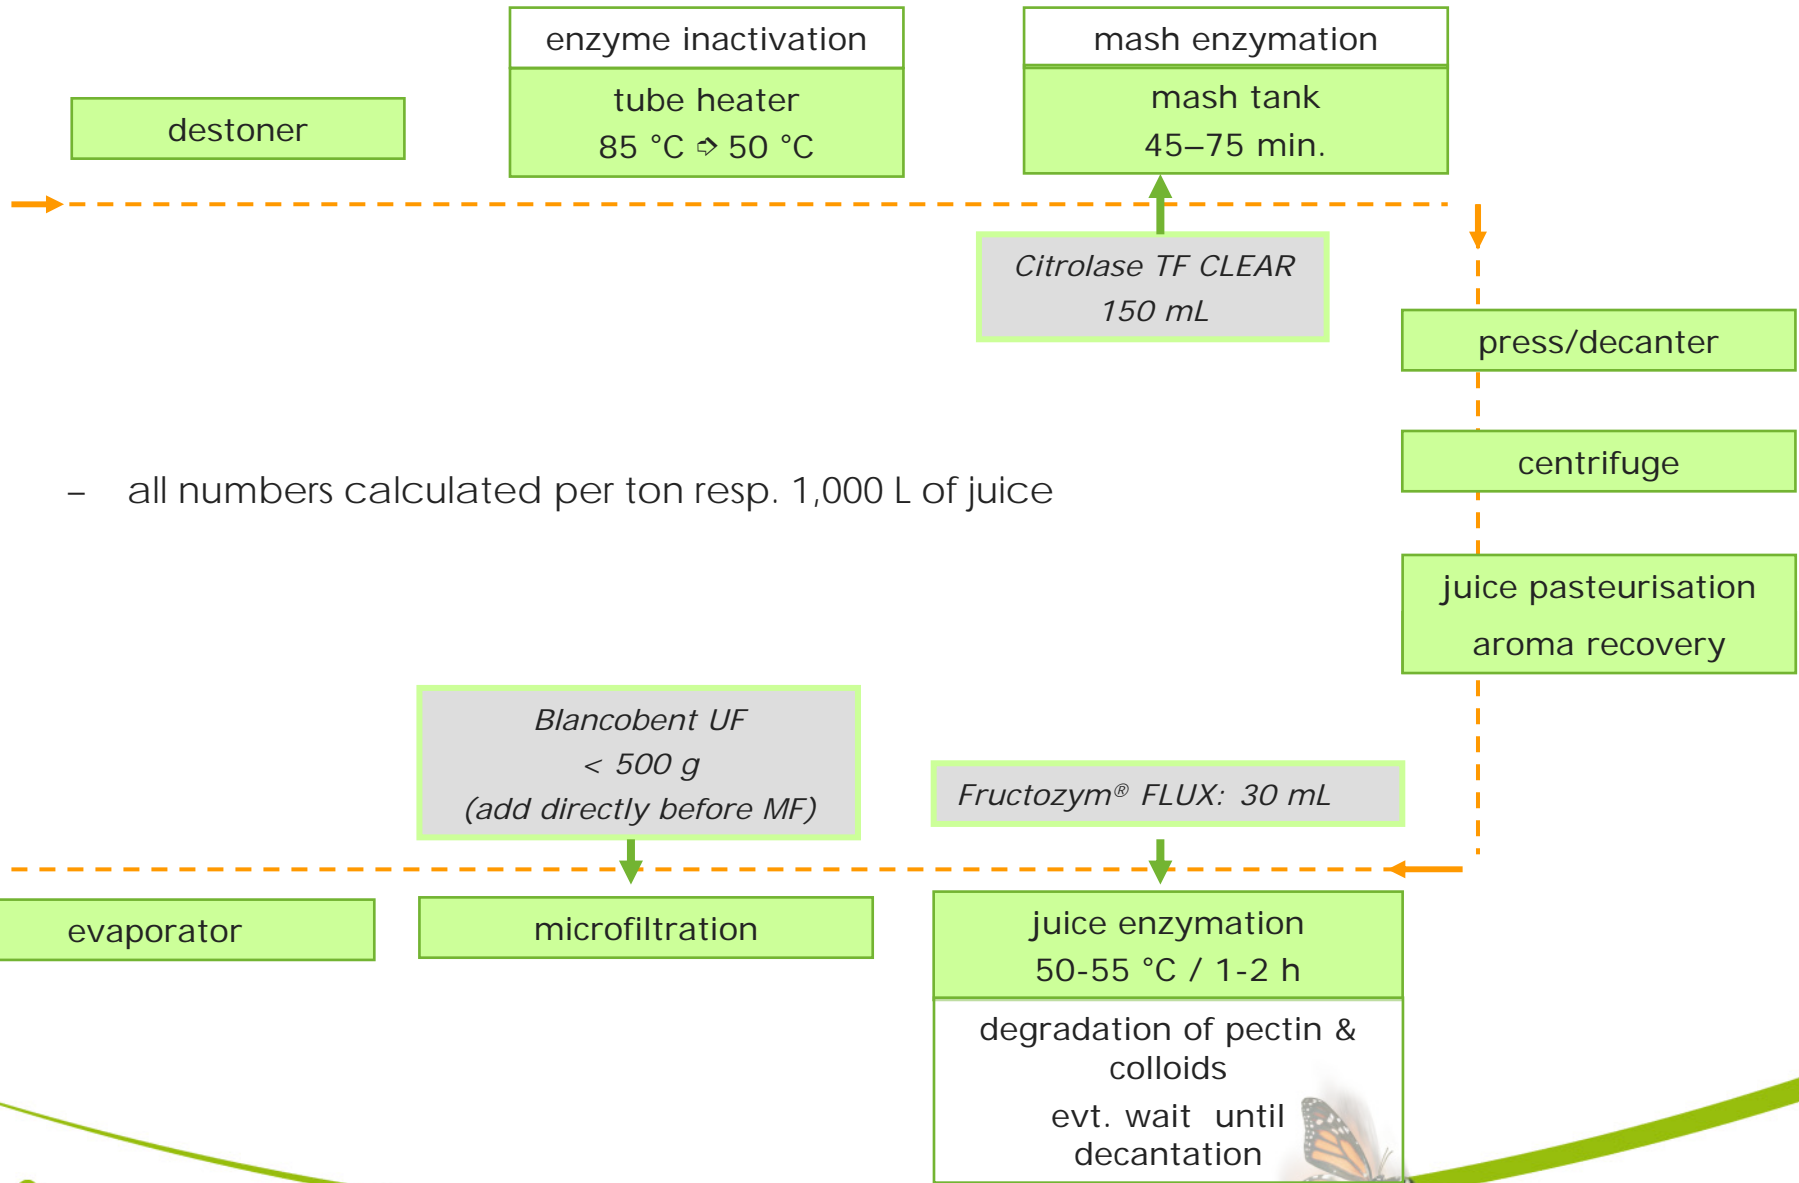 enzyme inactivation
mash enzymation
destoner
tube heater
85 °C ➩ 50 °C
mash tank
45–75 min.
Citrolase TF CLEAR
150 mL
press/decanter
centrifuge
– all numbers calculated per ton resp. 1,000 L of juice
juice pasteurisation
aroma recovery
Blancobent UF
< 500 g
(add directly before MF)
Fructozym® FLUX: 30 mL
evaporator
microfiltration
juice enzymation
50-55 °C / 1-2 h
degradation of pectin &
colloids
evt. wait until
decantation